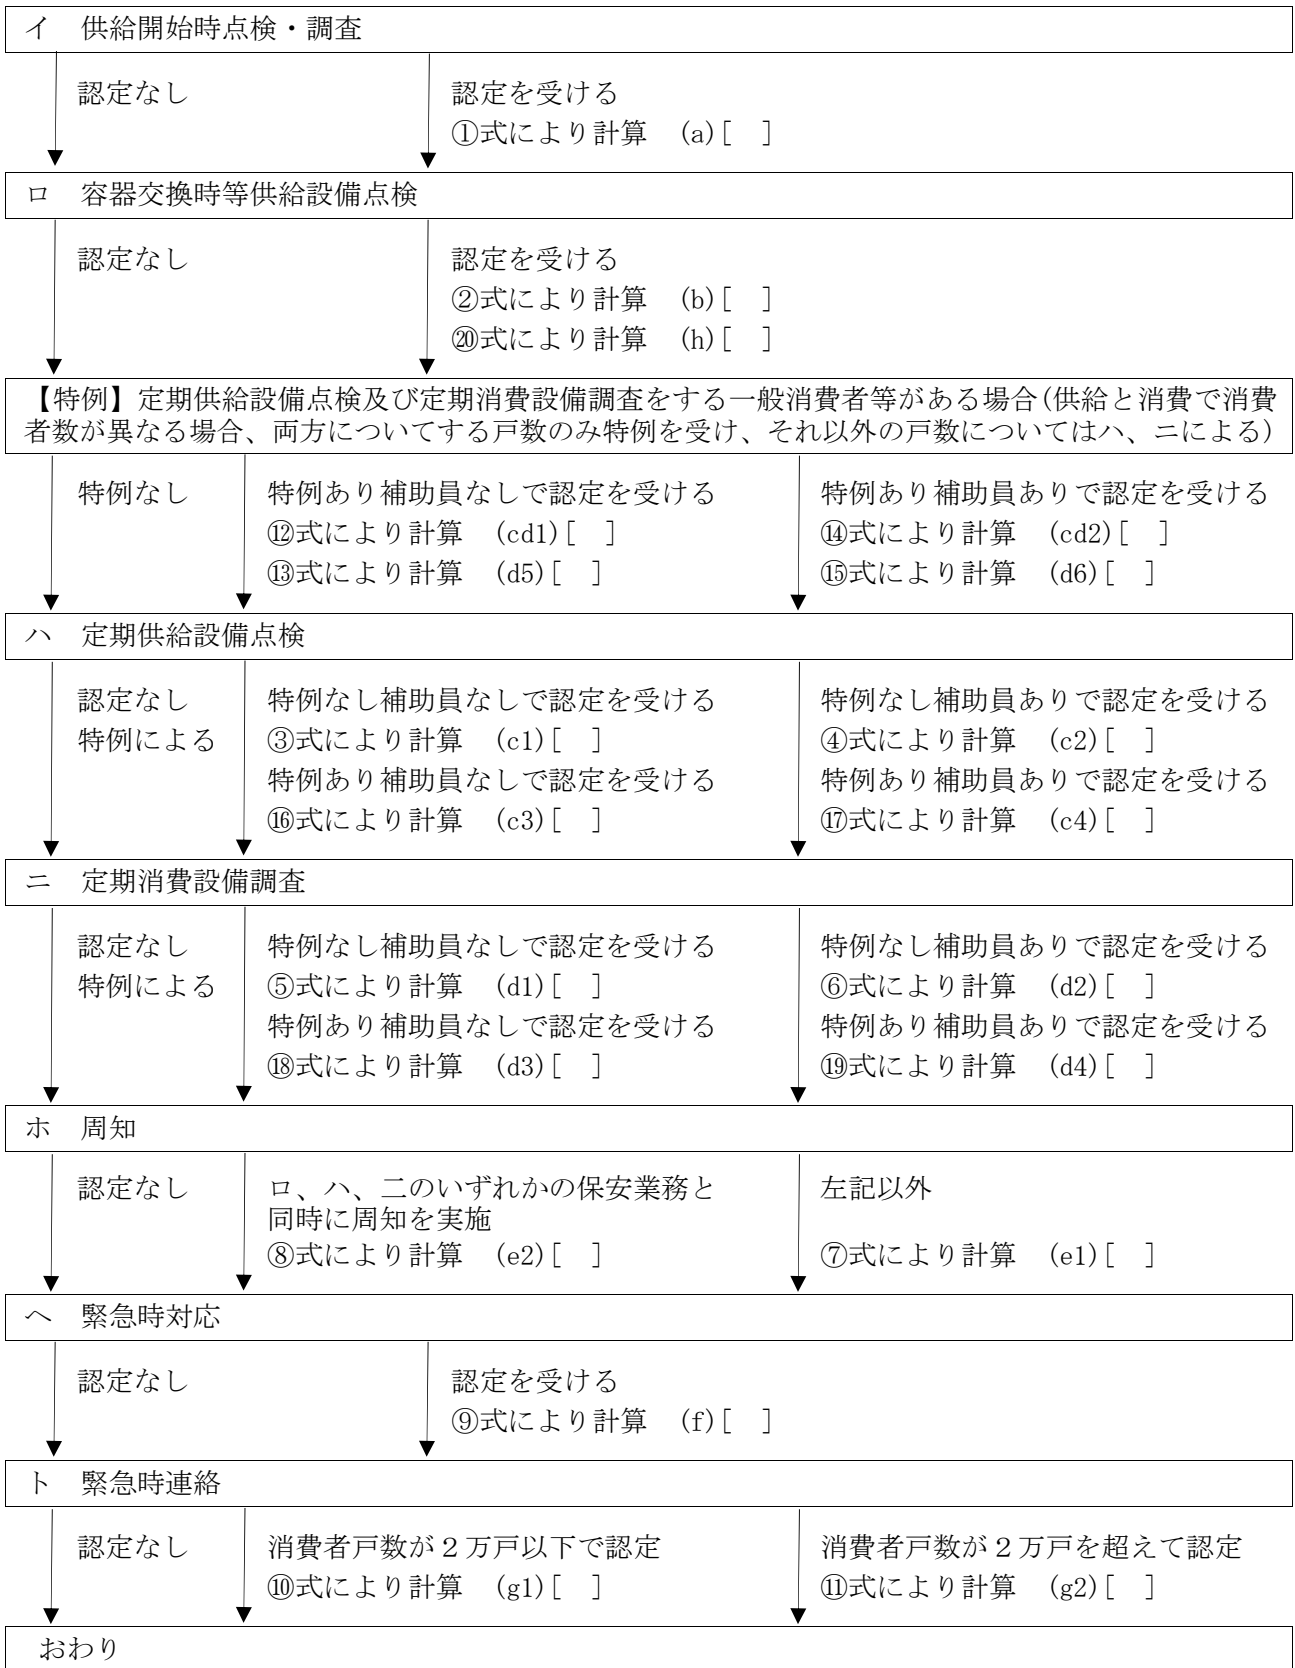 イ　供給開始時点検・調査
認定なし　認定を受ける
①式により計算　(a)[　]
ロ　容器交換時等供給設備点検
認定なし　認定を受ける
②式により計算　(b)[　]
⑳式により計算　(h)[　]
【特例】定期供給設備点検及び定期消費設備調査をする一般消費者等がある場合(供給と消費で消費
者数が異なる場合、両方についてする戸数のみ特例を受け、それ以外の戸数についてはハ、ニによる)
特例なし　特例あり補助員なしで認定を受ける　特例あり補助員ありで認定を受ける
⑫式により計算　(cd1)[　]　⑭式により計算　(cd2)[　]
⑬式により計算　(d5)[　]　⑮式により計算　(d6)[　]
ハ　定期供給設備点検
認定なし　特例なし補助員なしで認定を受ける　特例なし補助員ありで認定を受ける
特例による　③式により計算　(c1)[　]　④式により計算　(c2)[　]
特例あり補助員なしで認定を受ける　特例あり補助員ありで認定を受ける
⑯式により計算　(c3)[　]　⑰式により計算　(c4)[　]
ニ　定期消費設備調査
認定なし　特例なし補助員なしで認定を受ける　特例なし補助員ありで認定を受ける
特例による　⑤式により計算　(d1)[　]　⑥式により計算　(d2)[　]
特例あり補助員なしで認定を受ける　特例あり補助員ありで認定を受ける
⑱式により計算　(d3)[　]　⑲式により計算　(d4)[　]
ホ　周知
認定なし　ロ、ハ、二のいずれかの保安業務と　左記以外
同時に周知を実施
⑧式により計算　(e2)[　]　⑦式により計算　(e1)[　]
ヘ　緊急時対応
認定なし　認定を受ける
⑨式により計算　(f)[　]
ト　緊急時連絡
認定なし　消費者戸数が２万戸以下で認定　消費者戸数が２万戸を超えて認定
⑩式により計算　(g1)[　]　⑪式により計算　(g2)[　]
おわり